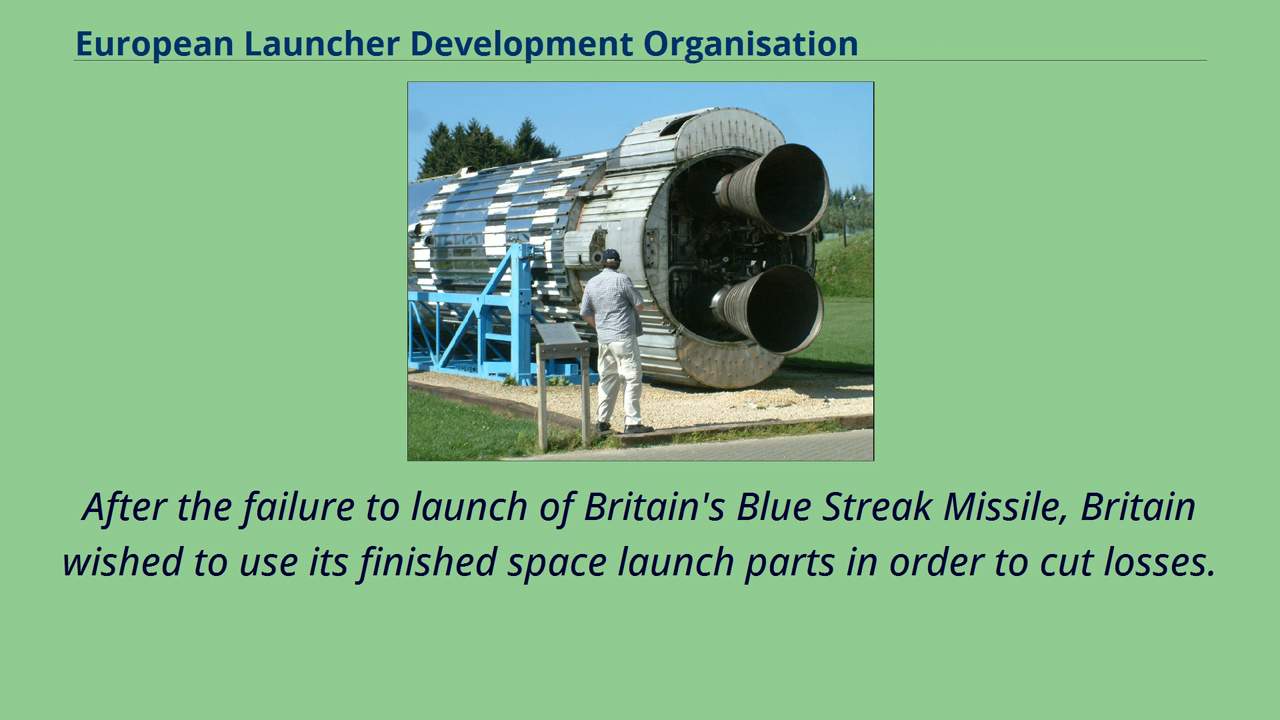 European Launcher Development Organisation
After the failure to launch of Britain's Blue Streak Missile, Britain
wished to use its finished space launch parts in order to cut losses.